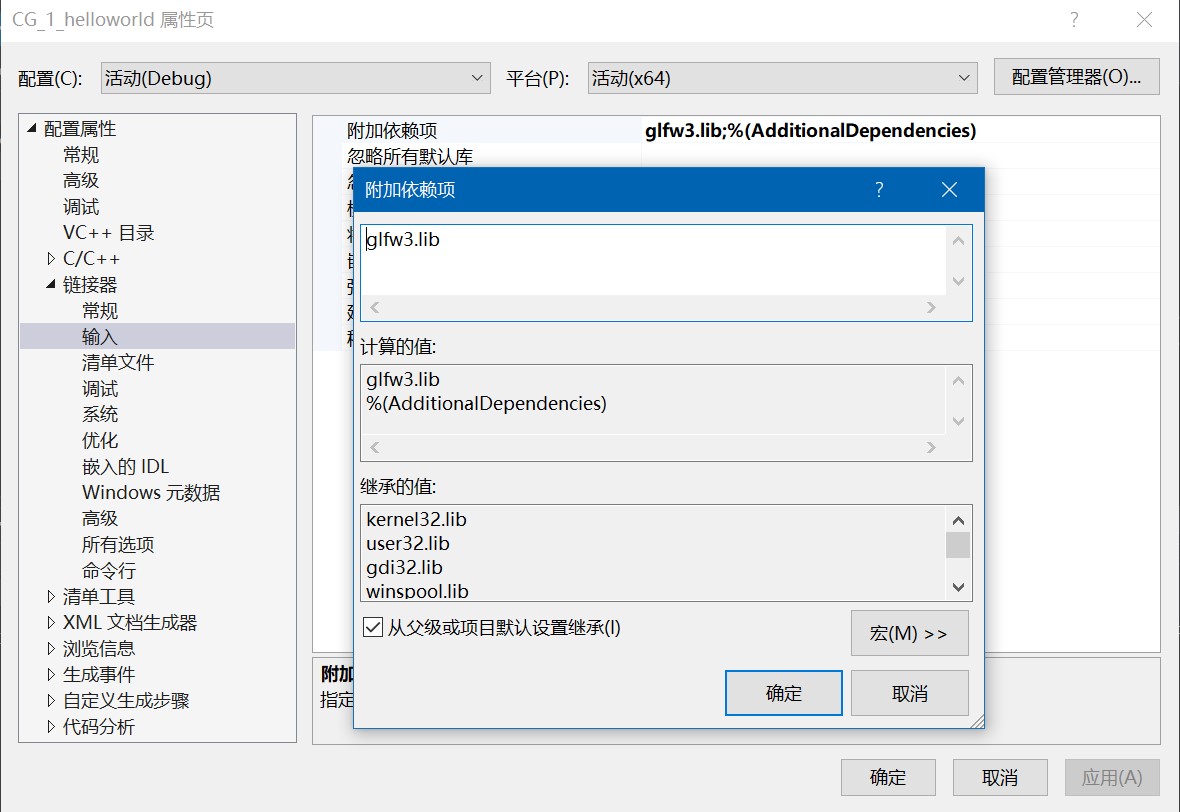 CG_1_helloworld 属性页
配置(C): 活动(Debug) 平台(P): 活动(x64) 配置管理器(O)...
配置属性
常规
高级
调试
VC++ 目录
C/C++
链接器
常规
输入
清单文件
调试
系统
优化
嵌入的 IDL
Windows 元数据
高级
所有选项
命令行
清单工具
XML 文档生成器
浏览信息
生成事件
自定义生成步骤
代码分析
附加依赖项 glfw3.lib;%(AdditionalDependencies)
忽略所有默认库
附加依赖项
glfw3.lib
计算的值:
glfw3.lib
%(AdditionalDependencies)
继承的值:
kernel32.lib
user32.lib
gdi32.lib
winspool.lib
从父级或项目默认设置继承(I)
宏(M) >>
确定 取消
附加
指定
确定 取消 应用(A)